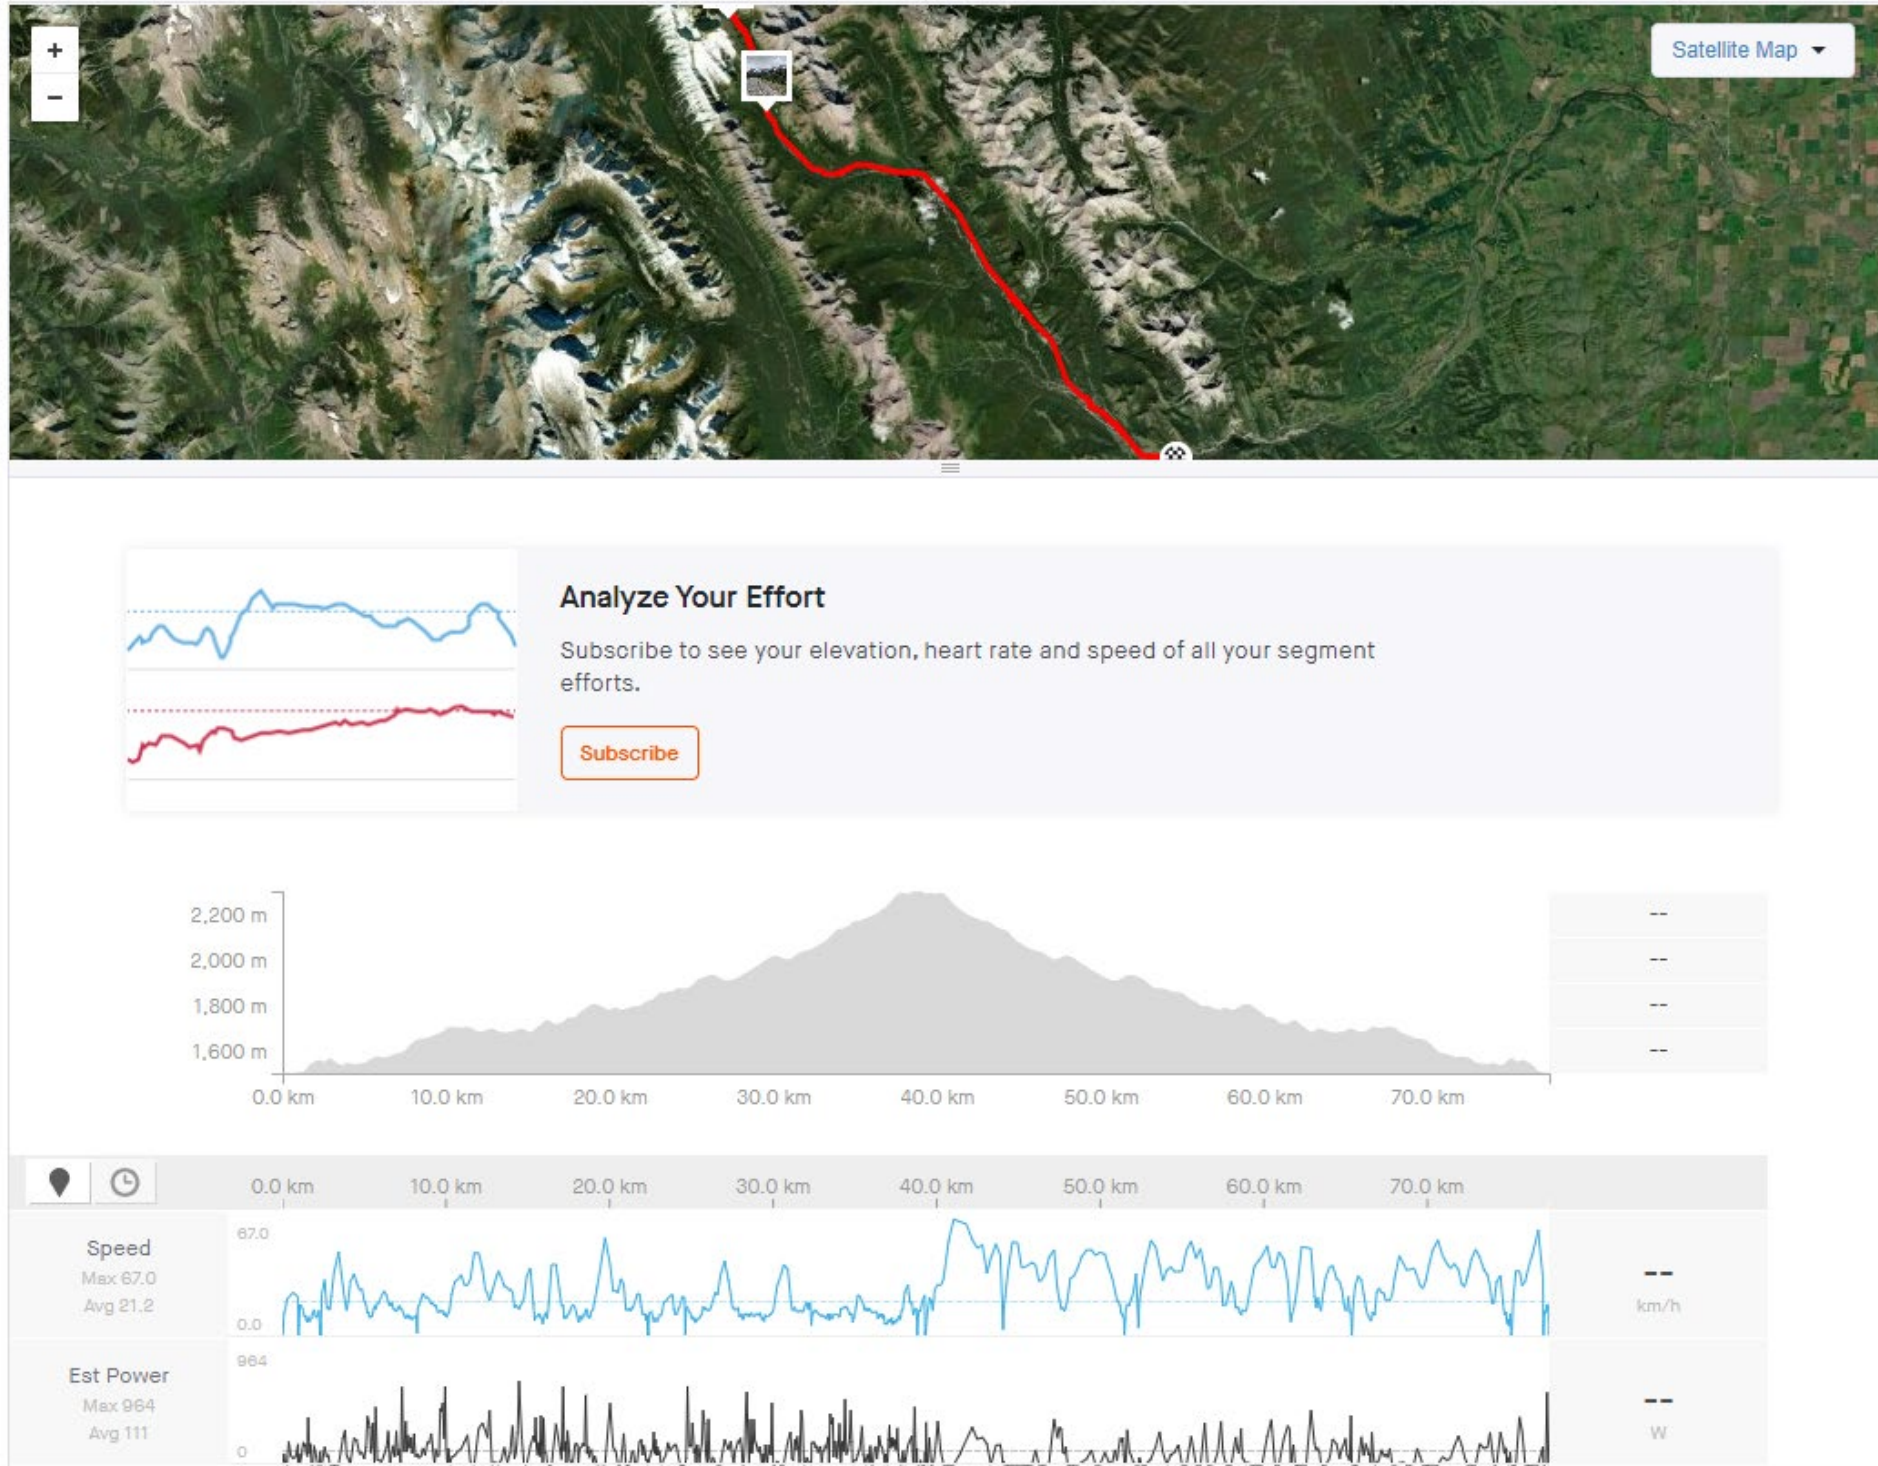 +
−
Satellite Map
Analyze Your Effort
Subscribe to see your elevation, heart rate and speed of all your segment
efforts.
Subscribe
2,200 m
2,000 m
1,800 m
1,600 m
--
--
--
--
0.0 km 10.0 km 20.0 km 30.0 km 40.0 km 50.0 km 60.0 km 70.0 km
0.0 km 10.0 km 20.0 km 30.0 km 40.0 km 50.0 km 60.0 km 70.0 km
Speed
Max 67.0
Avg 21.2
67.0
0.0
--
km/h
Est Power
Max 964
Avg 111
964
0
--
W